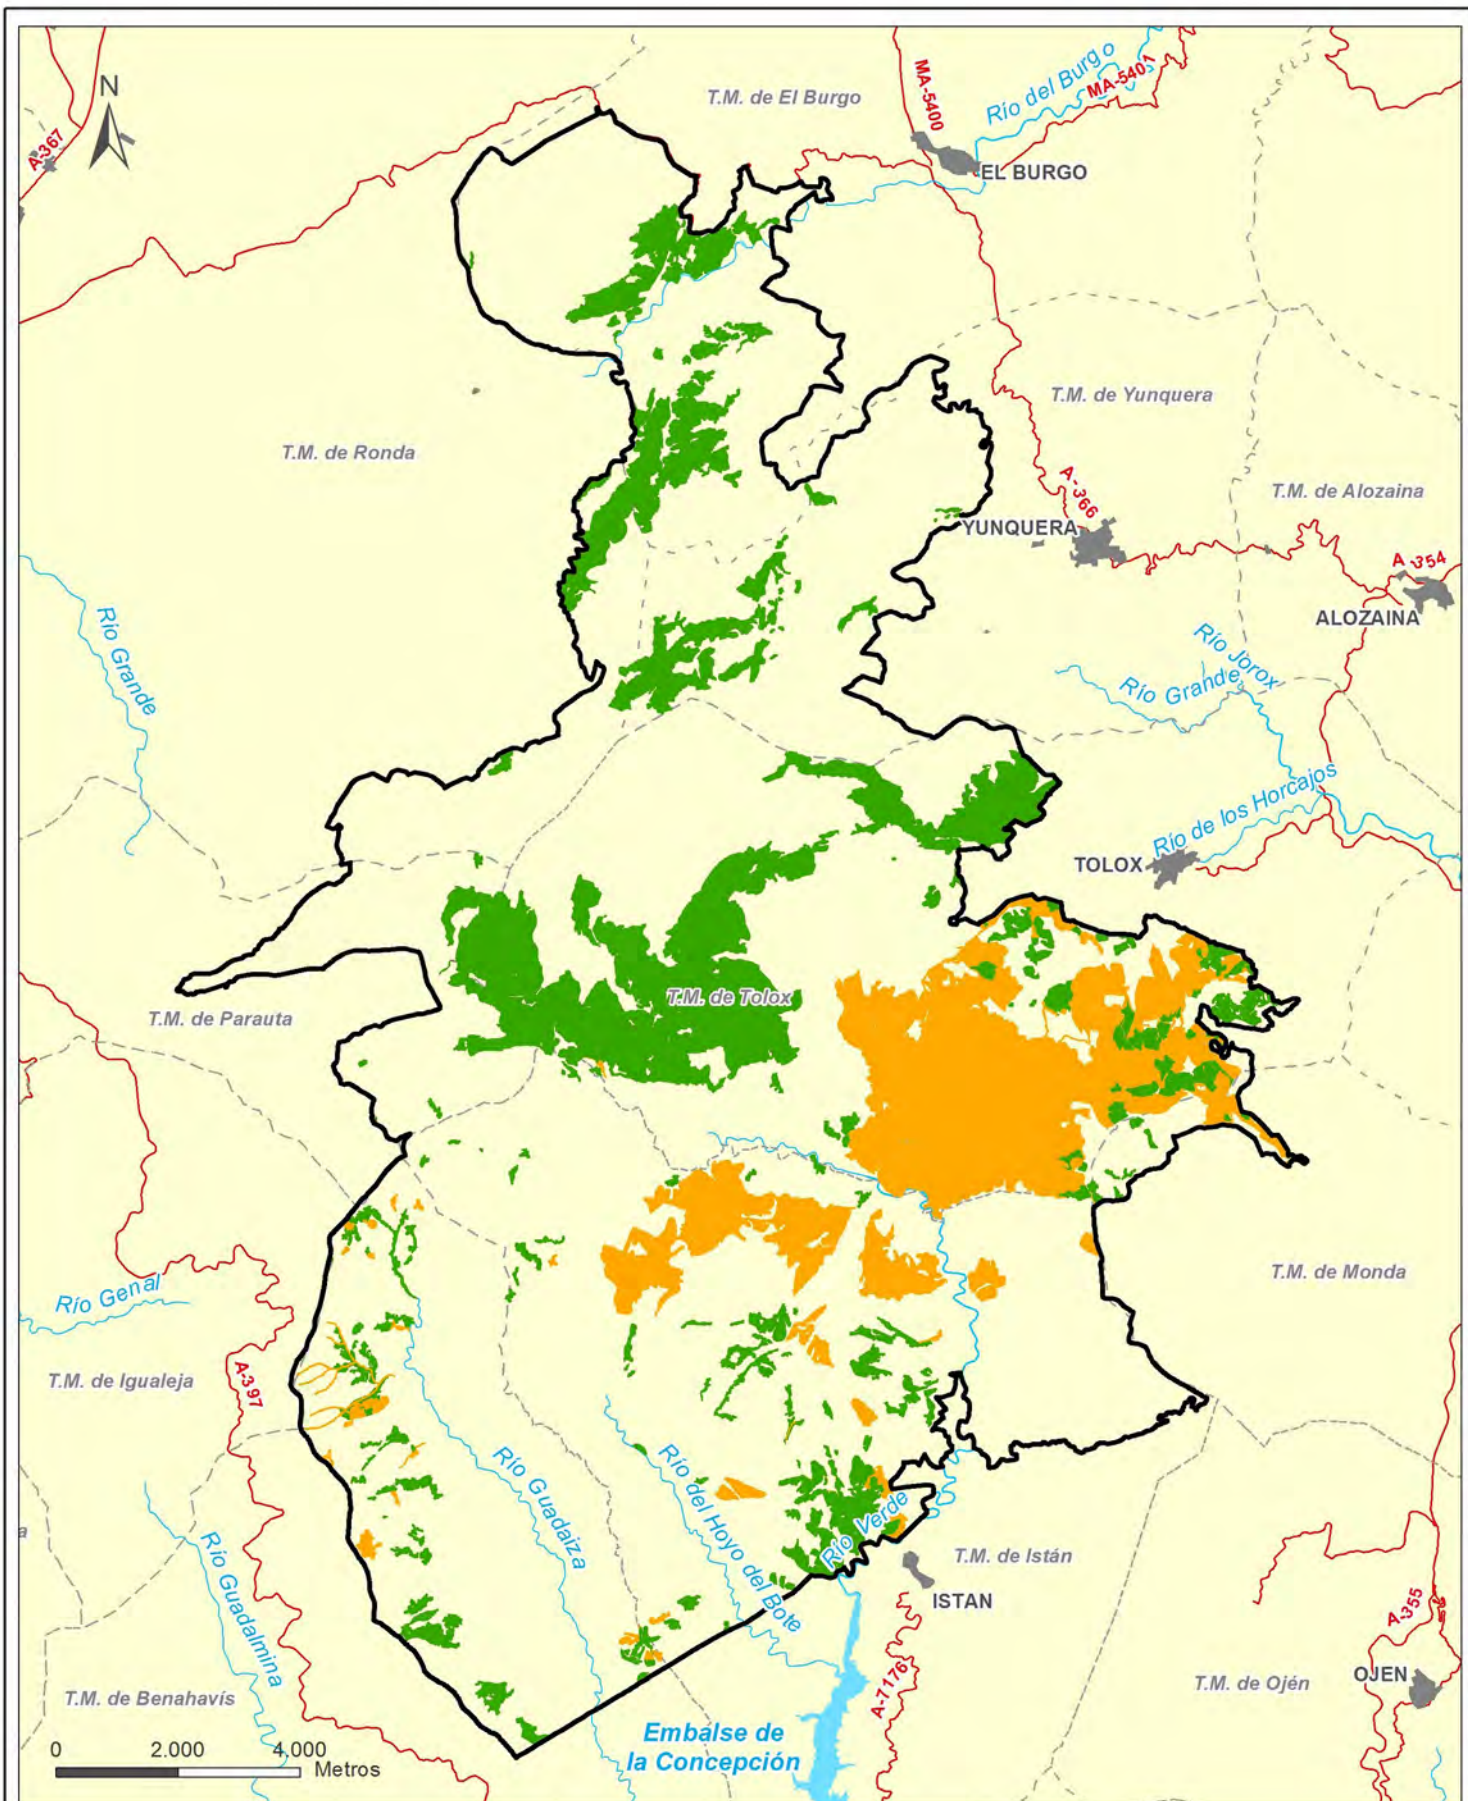 N
T.M. de El Burgo
MA-5400
Río del Burgo
MA-5401
A-367
EL BURGO
T.M. de Yunquera
T.M. de Ronda
A-366
T.M. de Alozaina
YUNQUERA
A-354
ALOZAINA
Río Grande
Río Jorox
Río Grande
Río de los Horcajos
TOLOX
T.M. de Tolox
T.M. de Parauta
T.M. de Monda
Río Genal
T.M. de Igualeja
A-397
Río Guadaiza
Río del Hoyo del Bote
Río Verde
a
Río Guadalmina
T.M. de Istán
ISTAN
A-355
A-7176
T.M. de Benahavís
T.M. de Ojén
OJEN
Embalse de
la Concepción
0 2.000 4.000
Metros